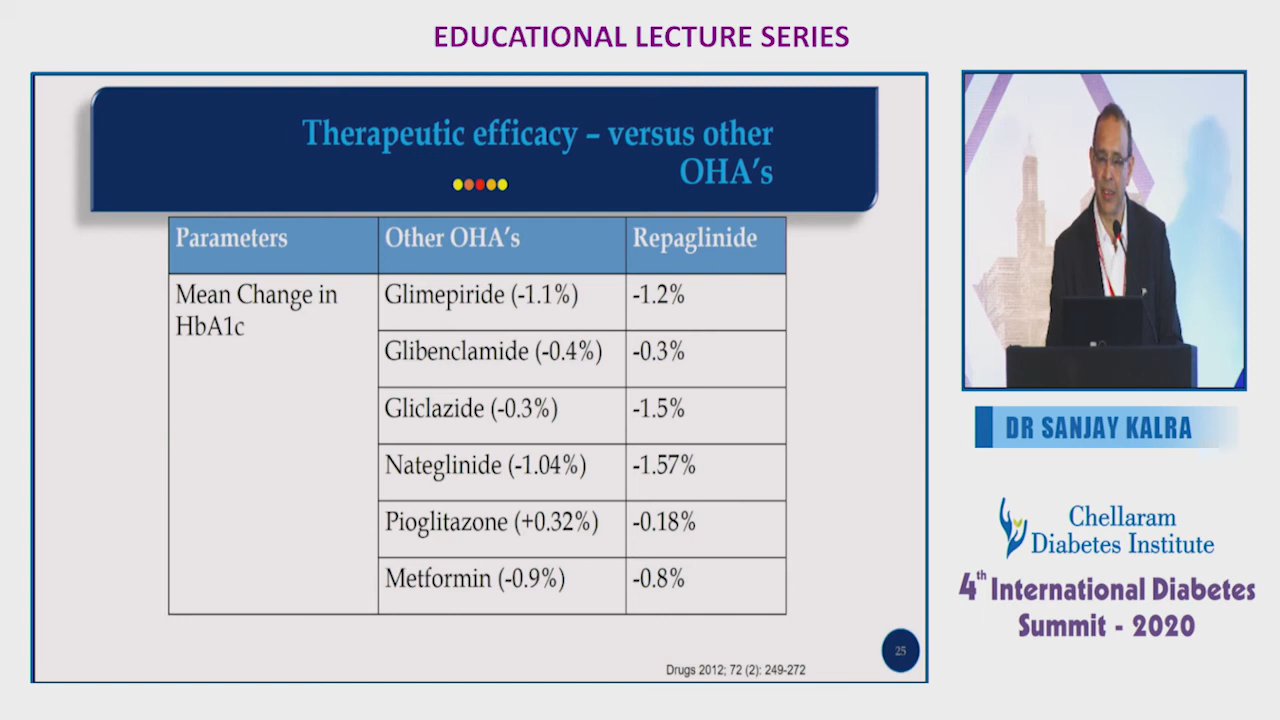 EDUCATIONAL LECTURE SERIES
Therapeutic efficacy – versus other
OHA's
Parameters
Other OHA's
Repaglinide
Mean Change in
HbA1c
Glimepiride (-1.1%)
-1.2%
Glibenclamide (-0.4%)
-0.3%
Gliclazide (-0.3%)
-1.5%
Nateglinide (-1.04%)
-1.57%
Pioglitazone (+0.32%)
-0.18%
Metformin (-0.9%)
-0.8%
25
Drugs 2012; 72 (2): 249-272
DR SANJAY KALRA
Chellaram
Diabetes Institute
4th International Diabetes
Summit - 2020